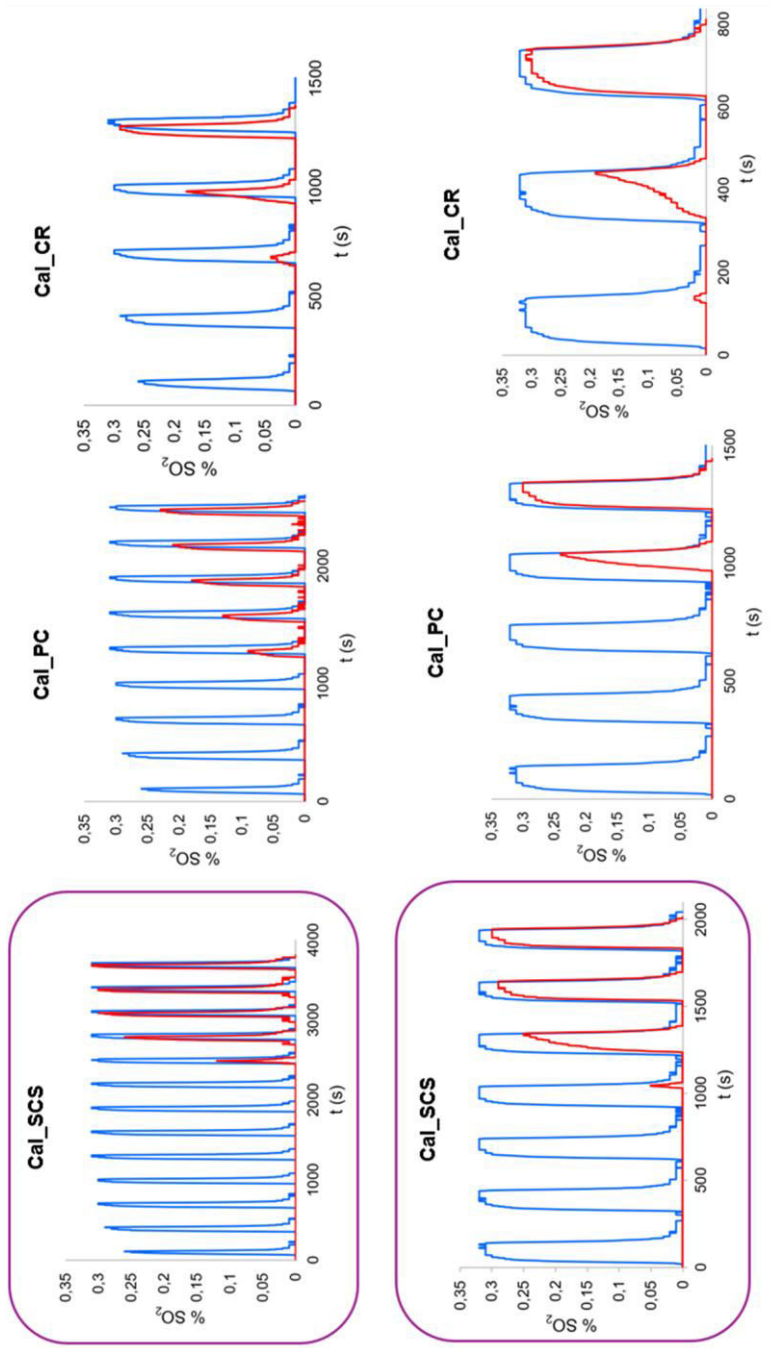 Cal_SCS
0,35
0,3
0,25
0,2
0,15
0,1
0,05
0
% SO₂
0 1000 2000 3000 4000
t (s)
Cal_PC
0,35
0,3
0,25
0,2
0,15
0,1
0,05
0
% SO₂
0 1000 2000
t (s)
Cal_CR
0,35
0,3
0,25
0,2
0,15
0,1
0,05
0
% SO₂
0 500 1000 1500
t (s)
Cal_SCS
0,35
0,3
0,25
0,2
0,15
0,1
0,05
0
% SO₂
0 500 1000 1500 2000
t (s)
Cal_PC
0,35
0,3
0,25
0,2
0,15
0,1
0,05
0
% SO₂
0 500 1000 1500
t (s)
Cal_CR
0,35
0,3
0,25
0,2
0,15
0,1
0,05
0
% SO₂
0 200 400 600 800
t (s)